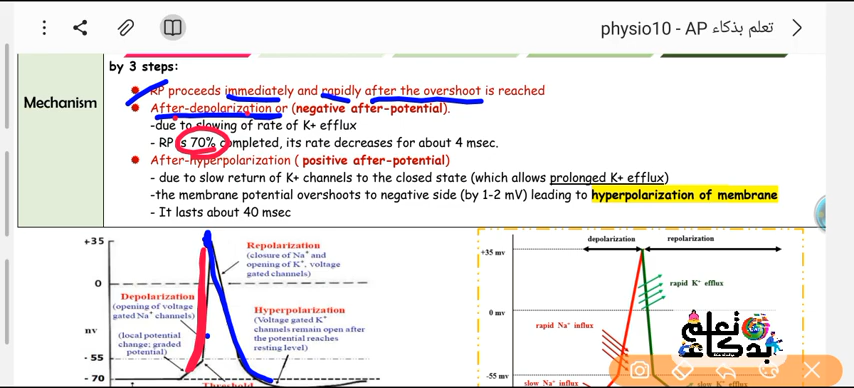 physio10 - AP تعلم بذكاء
by 3 steps:
Mechanism
RP proceeds immediately and rapidly after the overshoot is reached
After-depolarization or (negative after-potential).
-due to slowing of rate of K+ efflux
- RP is 70% completed, its rate decreases for about 4 msec.
After-hyperpolarization ( positive after-potential)
- due to slow return of K+ channels to the closed state (which allows prolonged K+ efflux)
-the membrane potential overshoots to negative side (by 1-2 mV) leading to hyperpolarization of membrane
- It lasts about 40 msec
+35
0
nv
- 55
- 70
Repolarization
(closure of Na+ and
opening of K+, voltage
gated channels)
Depolarization
(opening of voltage
gated Na+ channels)
(local potential
change; graded
potential)
Hyperpolarization
(Voltage gated K+
channels remain open after
the potential reaches
resting level)
Threshold
depolarization
repolarization
+35 mv
0 mv
-55 mv
rapid K+ efflux
rapid Na+ influx
slow Na+ influx
slow K+ efflux
تعلم
بذكاء